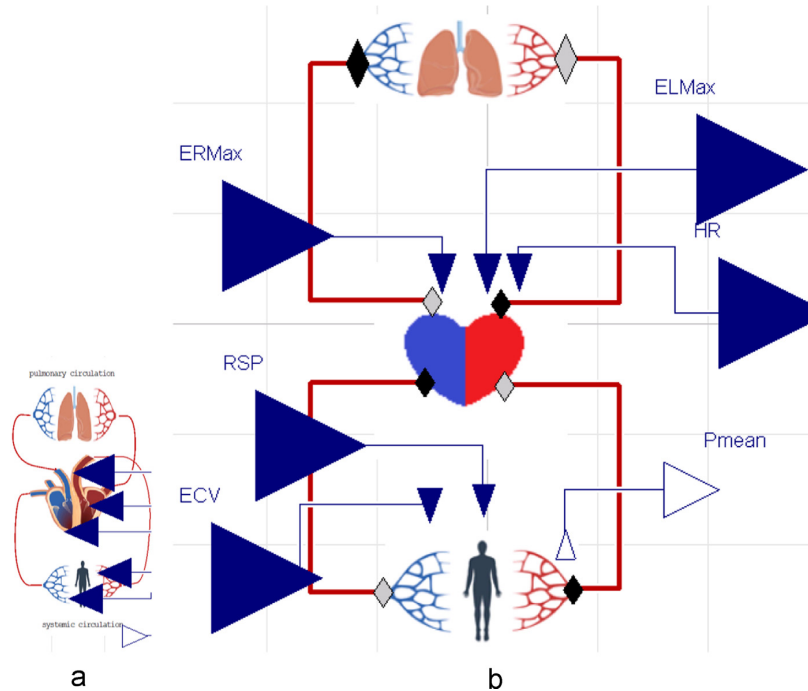 ELMax
ERMax
HR
RSP
pulmonary circulation
Pmean
ECV
systemic circulation
a
b